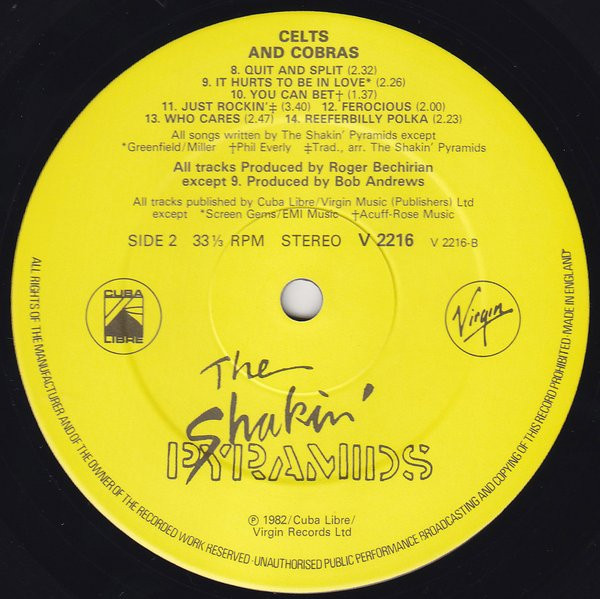 CELTS
AND COBRAS
8. QUIT AND SPLIT (2.32)
9. IT HURTS TO BE IN LOVE* (2.26)
10. YOU CAN BET† (1.37)
11. JUST ROCKIN'‡ (3.40) 12. FEROCIOUS (2.00)
13. WHO CARES (2.47) 14. REEFERBILLY POLKA (2.23)
All songs written by The Shakin' Pyramids except
*Greenfield/Miller †Phil Everly ‡Trad., arr. The Shakin' Pyramids
All tracks Produced by Roger Bechirian
except 9. Produced by Bob Andrews
All tracks published by Cuba Libre/Virgin Music (Publishers) Ltd
except *Screen Gems/EMI Music †Acuff-Rose Music
SIDE 2 33⅓ RPM STEREO V 2216 V 2216-B
CUBA
LIBRE
Virgin
The
Shakin'
PYRAMIDS
℗ 1982/Cuba Libre/
Virgin Records Ltd
ALL RIGHTS OF THE MANUFACTURER AND OF THE OWNER OF THE RECORDED WORK RESERVED·UNAUTHORISED PUBLIC PERFORMANCE BROADCASTING AND COPYING OF THIS RECORD PROHIBITED·MADE IN ENGLAND